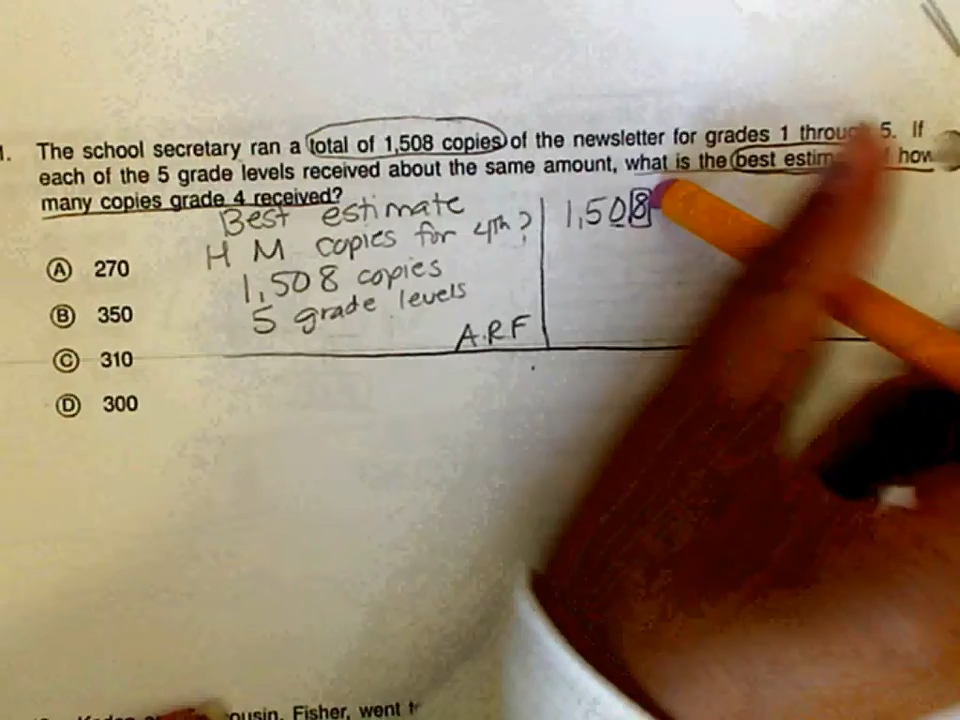 1. The school secretary ran a total of 1,508 copies of the newsletter for grades 1 through 5. If
each of the 5 grade levels received about the same amount, what is the best how
many copies grade 4 received?
Best estimate
H M copies for 4th?
1,508 copies
5 grade levels
A.R.F
1,508
A 270
B 350
C 310
D 300
Fisher, went